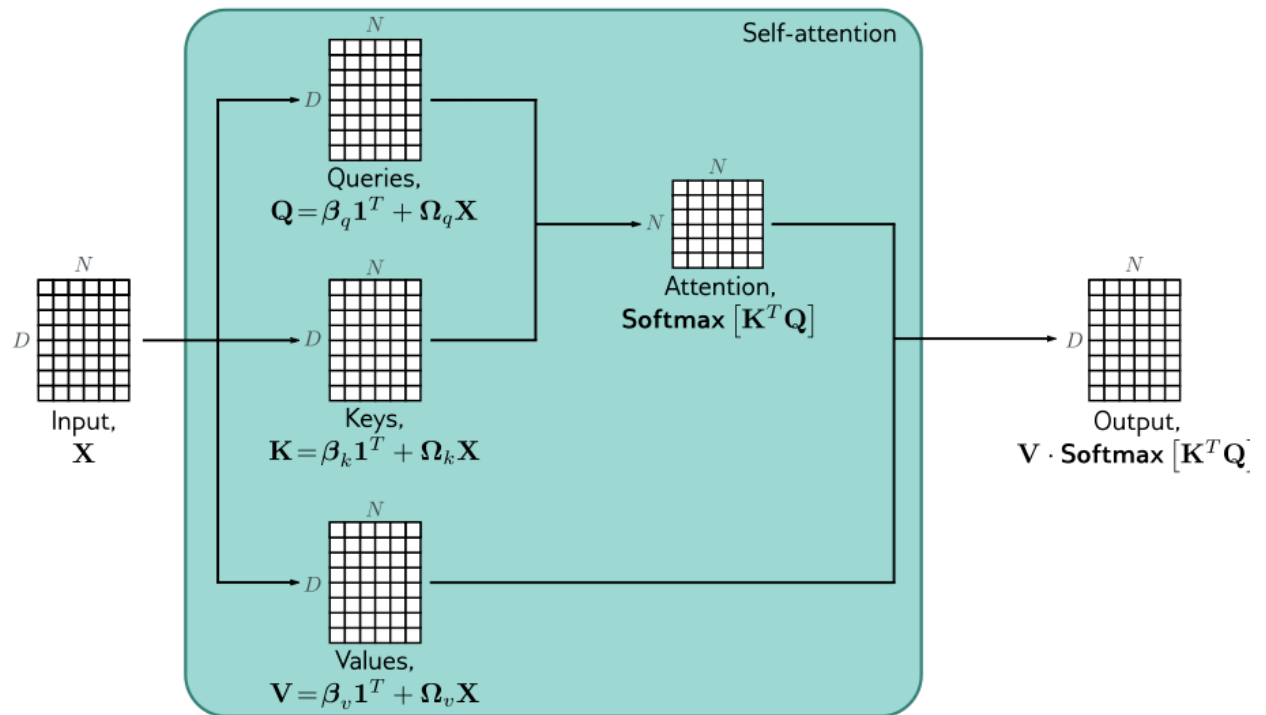 Self-attention
N
D
Queries,
Q=β_q1^T + Ω_qX
N
D
Input,
X
N
D
Keys,
K=β_k1^T + Ω_kX
N
D
Values,
V=β_v1^T + Ω_vX
N
N
Attention,
Softmax [K^TQ]
N
D
Output,
V · Softmax [K^TQ]